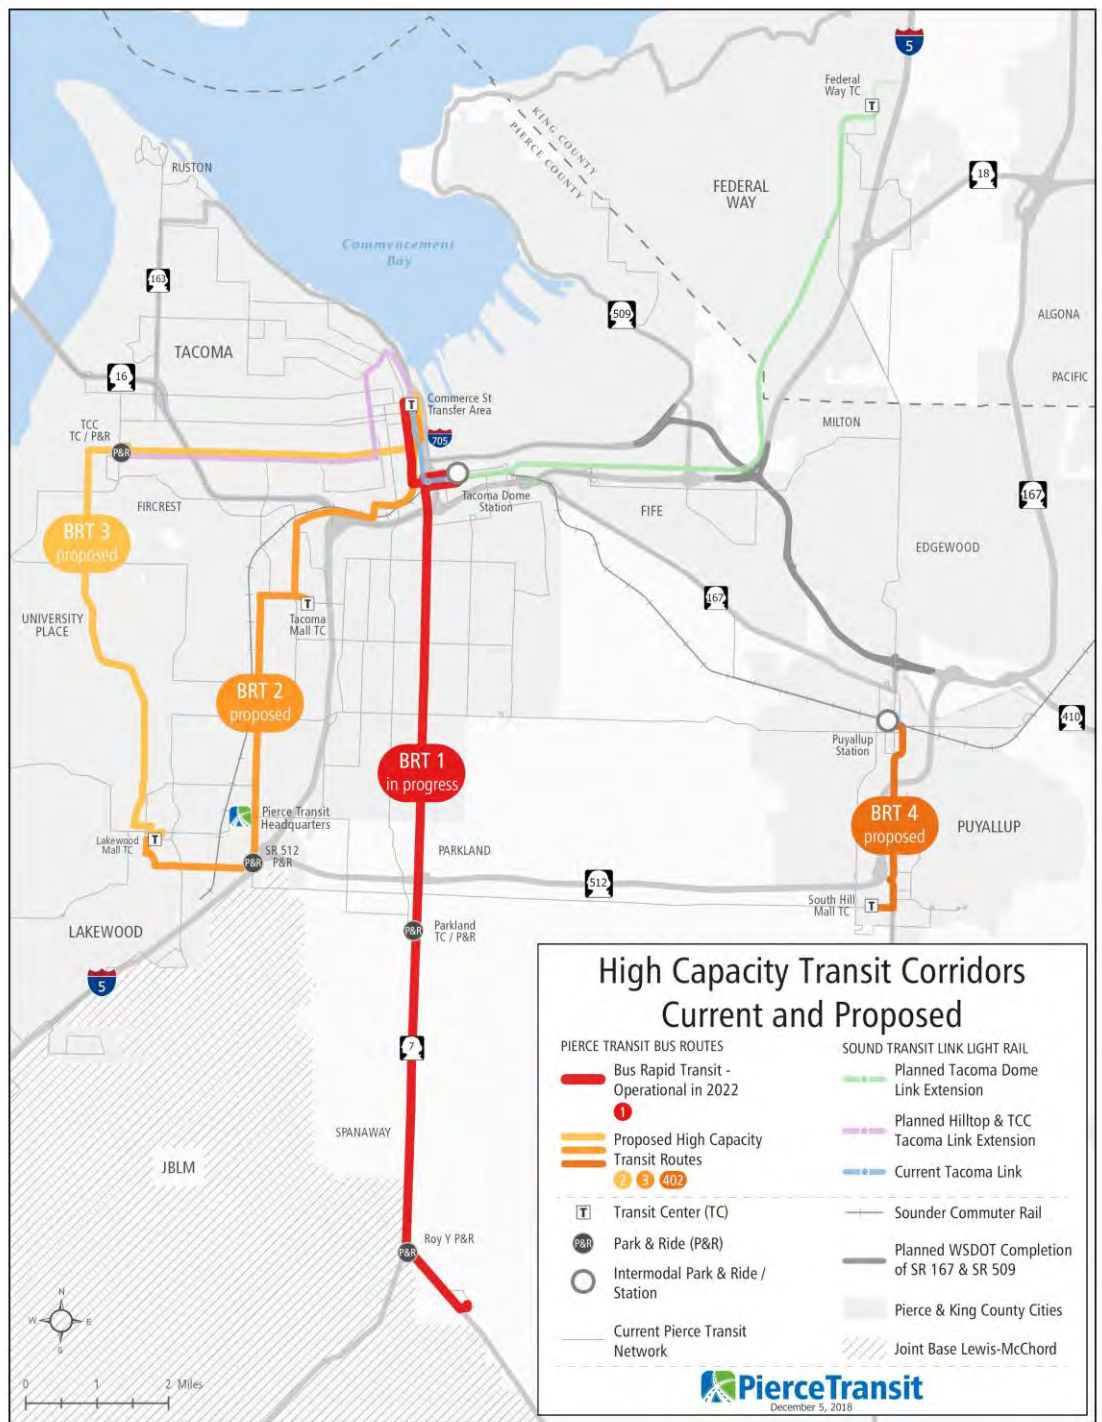 5
Federal
Way TC
T
KING COUNTY
PIERCE COUNTY
RUSTON
18
FEDERAL
WAY
Commencement
Bay
163
509
ALGONA
TACOMA
16
PACIFIC
T
Commerce St
Transfer Area
TCC
TC / P&R
P&R
705
MILTON
Tacoma Dome
Station
FIRCREST
FIFE
167
BRT 3
proposed
EDGEWOOD
167
UNIVERSITY
PLACE
T
Tacoma
Mall TC
BRT 2
proposed
410
Puyallup
Station
BRT 1
in progress
Pierce Transit
Headquarters
BRT 4
proposed
PUYALLUP
Lakewood
Mall TC
T
SR 512
P&R
P&R
PARKLAND
512
South Hill
Mall TC
T
LAKEWOOD
P&R
Parkland
TC / P&R
5
7
SPANAWAY
JBLM
Roy Y P&R
P&R
N
W
E
S
0 1 2 Miles
High Capacity Transit Corridors
Current and Proposed
PIERCE TRANSIT BUS ROUTES
Bus Rapid Transit -
Operational in 2022
1
Proposed High Capacity
Transit Routes
2 3 402
T Transit Center (TC)
P&R Park & Ride (P&R)
Intermodal Park & Ride /
Station
Current Pierce Transit
Network
SOUND TRANSIT LINK LIGHT RAIL
Planned Tacoma Dome
Link Extension
Planned Hilltop & TCC
Tacoma Link Extension
Current Tacoma Link
Sounder Commuter Rail
Planned WSDOT Completion
of SR 167 & SR 509
Pierce & King County Cities
Joint Base Lewis-McChord
PierceTransit
December 5, 2018